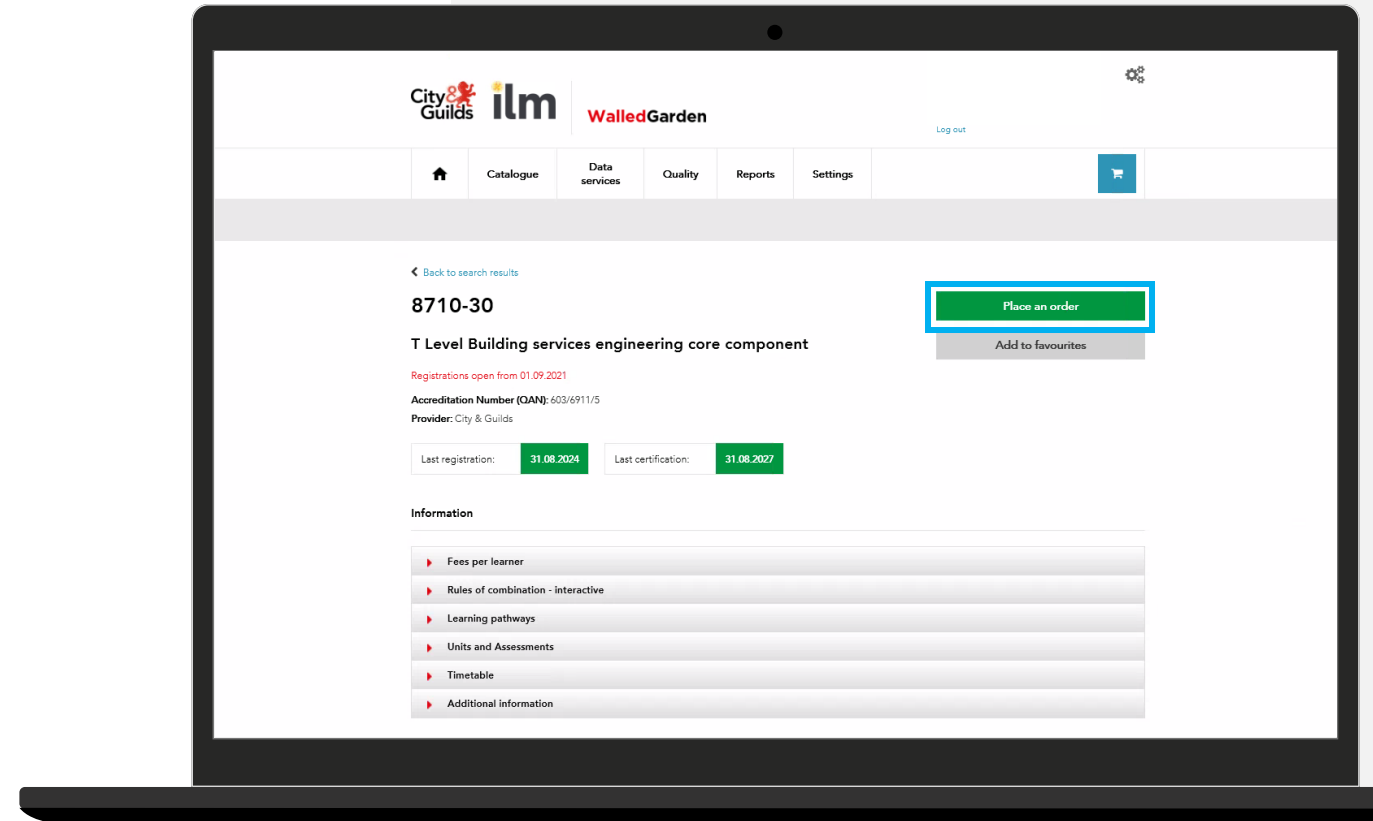 City&
Guilds
ilm
WalledGarden
Log out
Catalogue
Data
services
Quality
Reports
Settings
Back to search results
8710-30
Place an order
T Level Building services engineering core component
Add to favourites
Registrations open from 01.09.2021
Accreditation Number (QAN): 603/6911/5
Provider: City & Guilds
Last registration: 31.08.2024 Last certification: 31.08.2027
Information
Fees per learner
Rules of combination - interactive
Learning pathways
Units and Assessments
Timetable
Additional information